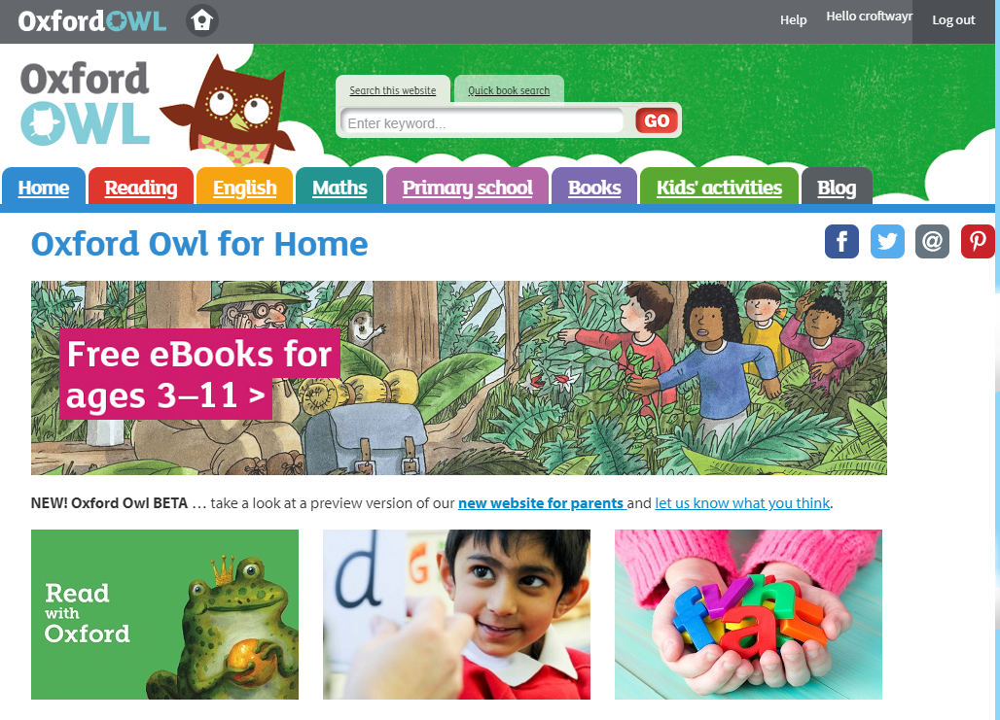 OxfordOWL
Help
Hello croftwayr
Log out
Oxford
OWL
Search this website
Quick book search
Enter keyword...
GO
Home
Reading
English
Maths
Primary school
Books
Kids' activities
Blog
Oxford Owl for Home
f
@
Free eBooks for
ages 3–11 >
NEW! Oxford Owl BETA … take a look at a preview version of our new website for parents and let us know what you think.
Read
with
Oxford
d
G
f
v
a